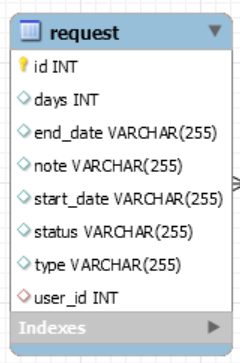 request
id INT
days INT
end_date VARCHAR(255)
note VARCHAR(255)
start_date VARCHAR(255)
status VARCHAR(255)
type VARCHAR(255)
user_id INT
Indexes